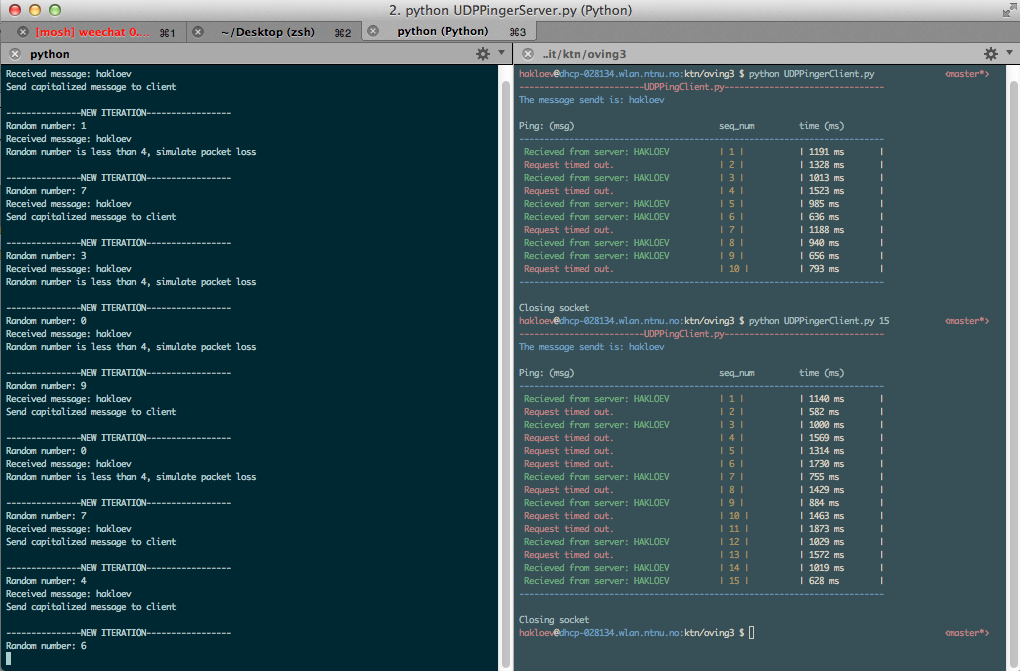 2. python UDPPingerServer.py (Python)
[mosh] weechat 0.... ⌘1
~/Desktop (zsh) ⌘2
python (Python) ⌘3
python
Received message: hakloev
Send capitalized message to client
---------------NEW ITERATION-----------------
Random number: 1
Received message: hakloev
Random number is less than 4, simulate packet loss
---------------NEW ITERATION-----------------
Random number: 7
Received message: hakloev
Send capitalized message to client
---------------NEW ITERATION-----------------
Random number: 3
Received message: hakloev
Random number is less than 4, simulate packet loss
---------------NEW ITERATION-----------------
Random number: 0
Received message: hakloev
Random number is less than 4, simulate packet loss
---------------NEW ITERATION-----------------
Random number: 9
Received message: hakloev
Send capitalized message to client
---------------NEW ITERATION-----------------
Random number: 0
Received message: hakloev
Random number is less than 4, simulate packet loss
---------------NEW ITERATION-----------------
Random number: 7
Received message: hakloev
Send capitalized message to client
---------------NEW ITERATION-----------------
Random number: 4
Received message: hakloev
Send capitalized message to client
---------------NEW ITERATION-----------------
Random number: 6
..it/ktn/oving3
hakloev@dhcp-028134.wlan.ntnu.no:ktn/oving3 $ python UDPPingerClient.py <master*>
-------------------------UDPPingClient.py--------------------------------
The message sendt is: hakloev
Ping: (msg) seq_num time (ms)
-------------------------------------------------------------------------
Recieved from server: HAKLOEV | 1 | | 1191 ms |
Request timed out. | 2 | | 1328 ms |
Recieved from server: HAKLOEV | 3 | | 1013 ms |
Request timed out. | 4 | | 1523 ms |
Recieved from server: HAKLOEV | 5 | | 985 ms |
Recieved from server: HAKLOEV | 6 | | 636 ms |
Request timed out. | 7 | | 1188 ms |
Recieved from server: HAKLOEV | 8 | | 940 ms |
Recieved from server: HAKLOEV | 9 | | 656 ms |
Request timed out. | 10 | | 793 ms |
-------------------------------------------------------------------------
Closing socket
hakloev@dhcp-028134.wlan.ntnu.no:ktn/oving3 $ python UDPPingerClient.py 15 <master*>
-------------------------UDPPingClient.py--------------------------------
The message sendt is: hakloev
Ping: (msg) seq_num time (ms)
-------------------------------------------------------------------------
Recieved from server: HAKLOEV | 1 | | 1140 ms |
Request timed out. | 2 | | 582 ms |
Recieved from server: HAKLOEV | 3 | | 1000 ms |
Request timed out. | 4 | | 1569 ms |
Request timed out. | 5 | | 1314 ms |
Request timed out. | 6 | | 1730 ms |
Recieved from server: HAKLOEV | 7 | | 755 ms |
Request timed out. | 8 | | 1429 ms |
Recieved from server: HAKLOEV | 9 | | 884 ms |
Request timed out. | 10 | | 1463 ms |
Request timed out. | 11 | | 1873 ms |
Recieved from server: HAKLOEV | 12 | | 1029 ms |
Request timed out. | 13 | | 1572 ms |
Recieved from server: HAKLOEV | 14 | | 1019 ms |
Recieved from server: HAKLOEV | 15 | | 628 ms |
-------------------------------------------------------------------------
Closing socket
hakloev@dhcp-028134.wlan.ntnu.no:ktn/oving3 $ <master*>